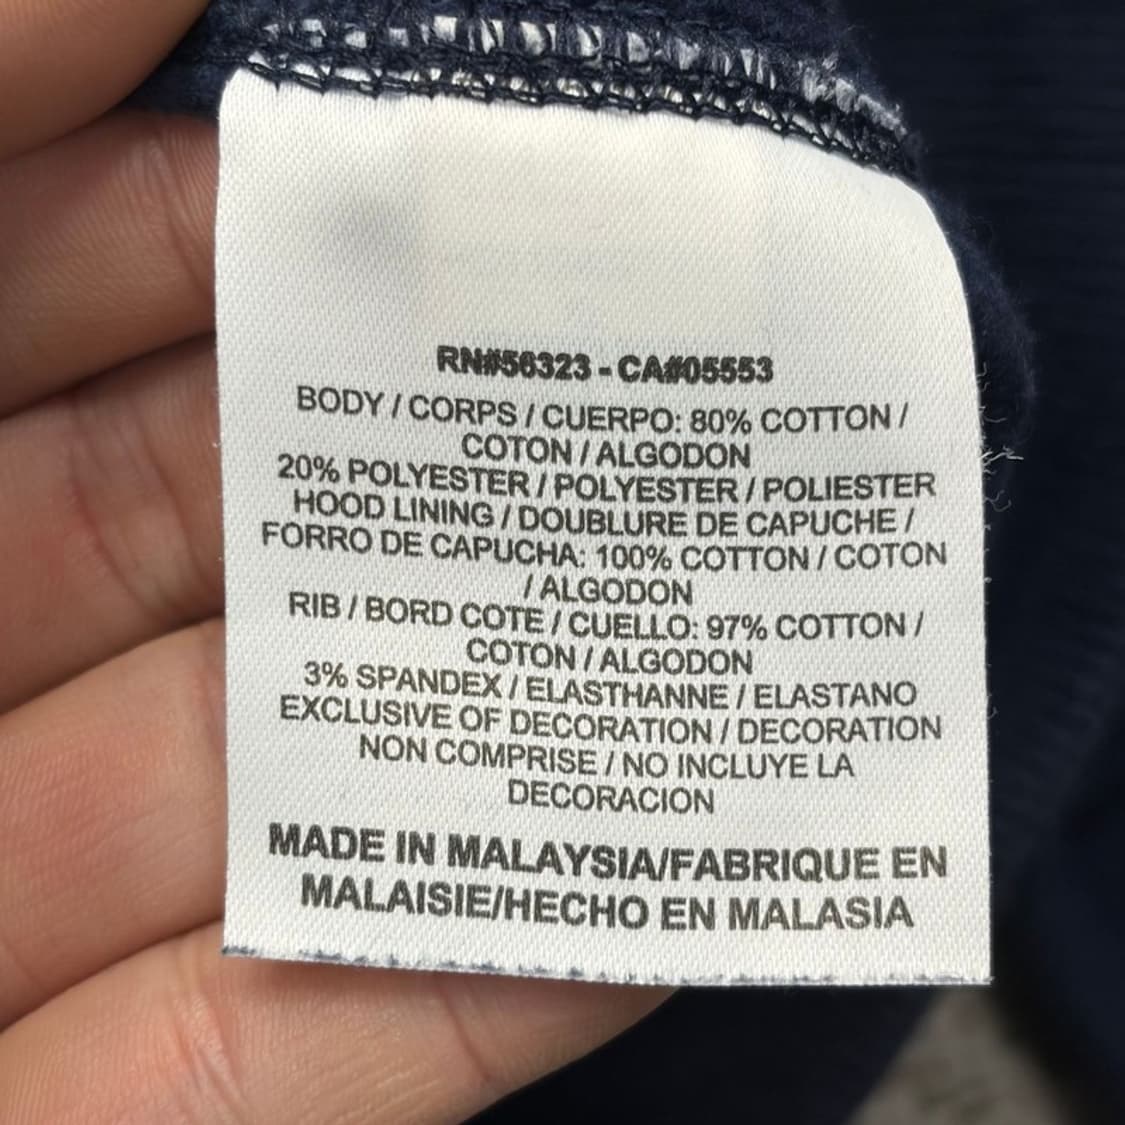 RN#56323 - CA#05553
BODY / CORPS / CUERPO: 80% COTTON /
COTON / ALGODON
20% POLYESTER / POLYESTER / POLIESTER
HOOD LINING / DOUBLURE DE CAPUCHE /
FORRO DE CAPUCHA: 100% COTTON / COTON
/ ALGODON
RIB / BORD COTE / CUELLO: 97% COTTON /
COTON / ALGODON
3% SPANDEX / ELASTHANNE / ELASTANO
EXCLUSIVE OF DECORATION / DECORATION
NON COMPRISE / NO INCLUYE LA
DECORACION
MADE IN MALAYSIA/FABRIQUE EN
MALAISIE/HECHO EN MALASIA